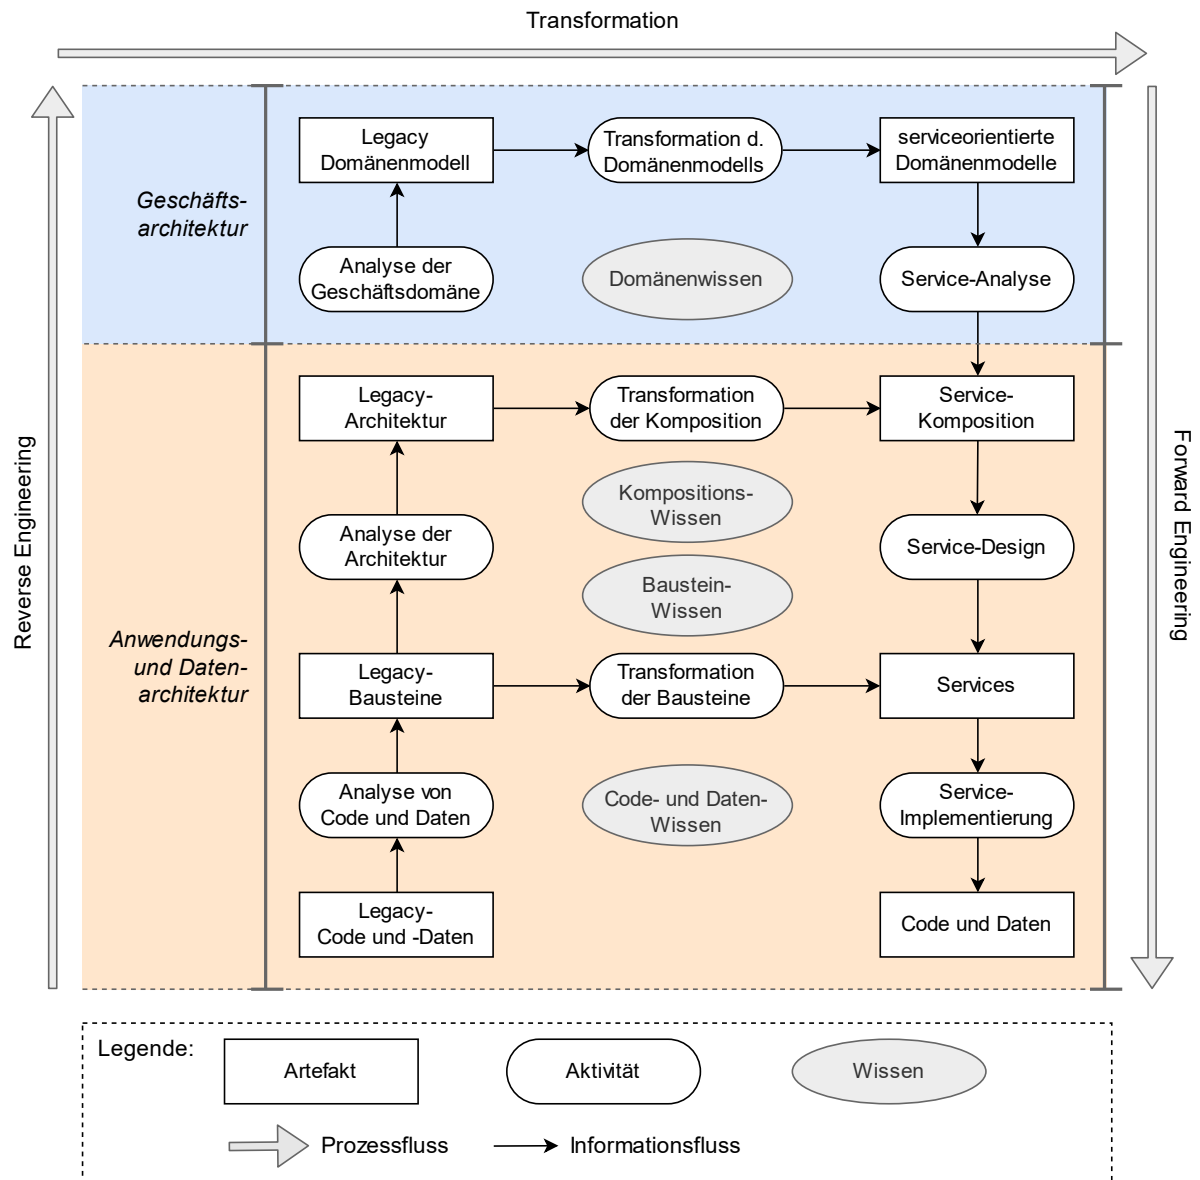 Transformation
Legacy
Domänenmodell
Transformation d.
Domänenmodells
serviceorientierte
Domänenmodelle
Geschäfts-
architektur
Analyse der
Geschäftsdomäne
Domänenwissen
Service-Analyse
Legacy-
Architektur
Transformation
der Komposition
Service-
Komposition
Kompositions-
Wissen
Reverse Engineering
Forward Engineering
Analyse der
Architektur
Service-Design
Baustein-
Wissen
Anwendungs-
und Daten-
architektur
Legacy-
Bausteine
Transformation
der Bausteine
Services
Analyse von
Code und Daten
Code- und Daten-
Wissen
Service-
Implementierung
Legacy-
Code und -Daten
Code und Daten
Legende:
Artefakt
Aktivität
Wissen
Prozessfluss
Informationsfluss